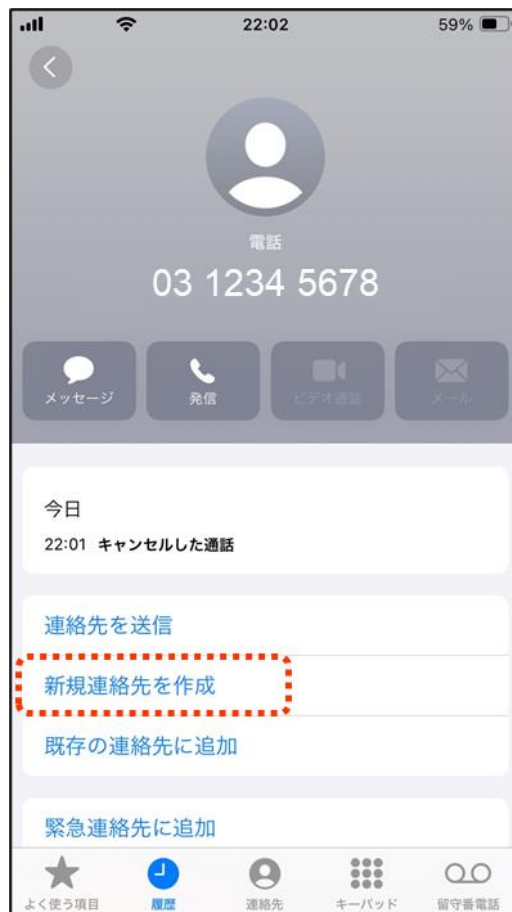 22:02
59%
電話
03 1234 5678
メッセージ
発信
ビデオ通話
メール
今日
22:01 キャンセルした通話
連絡先を送信
新規連絡先を作成
既存の連絡先に追加
緊急連絡先に追加
よく使う項目
履歴
連絡先
キーパッド
留守番電話